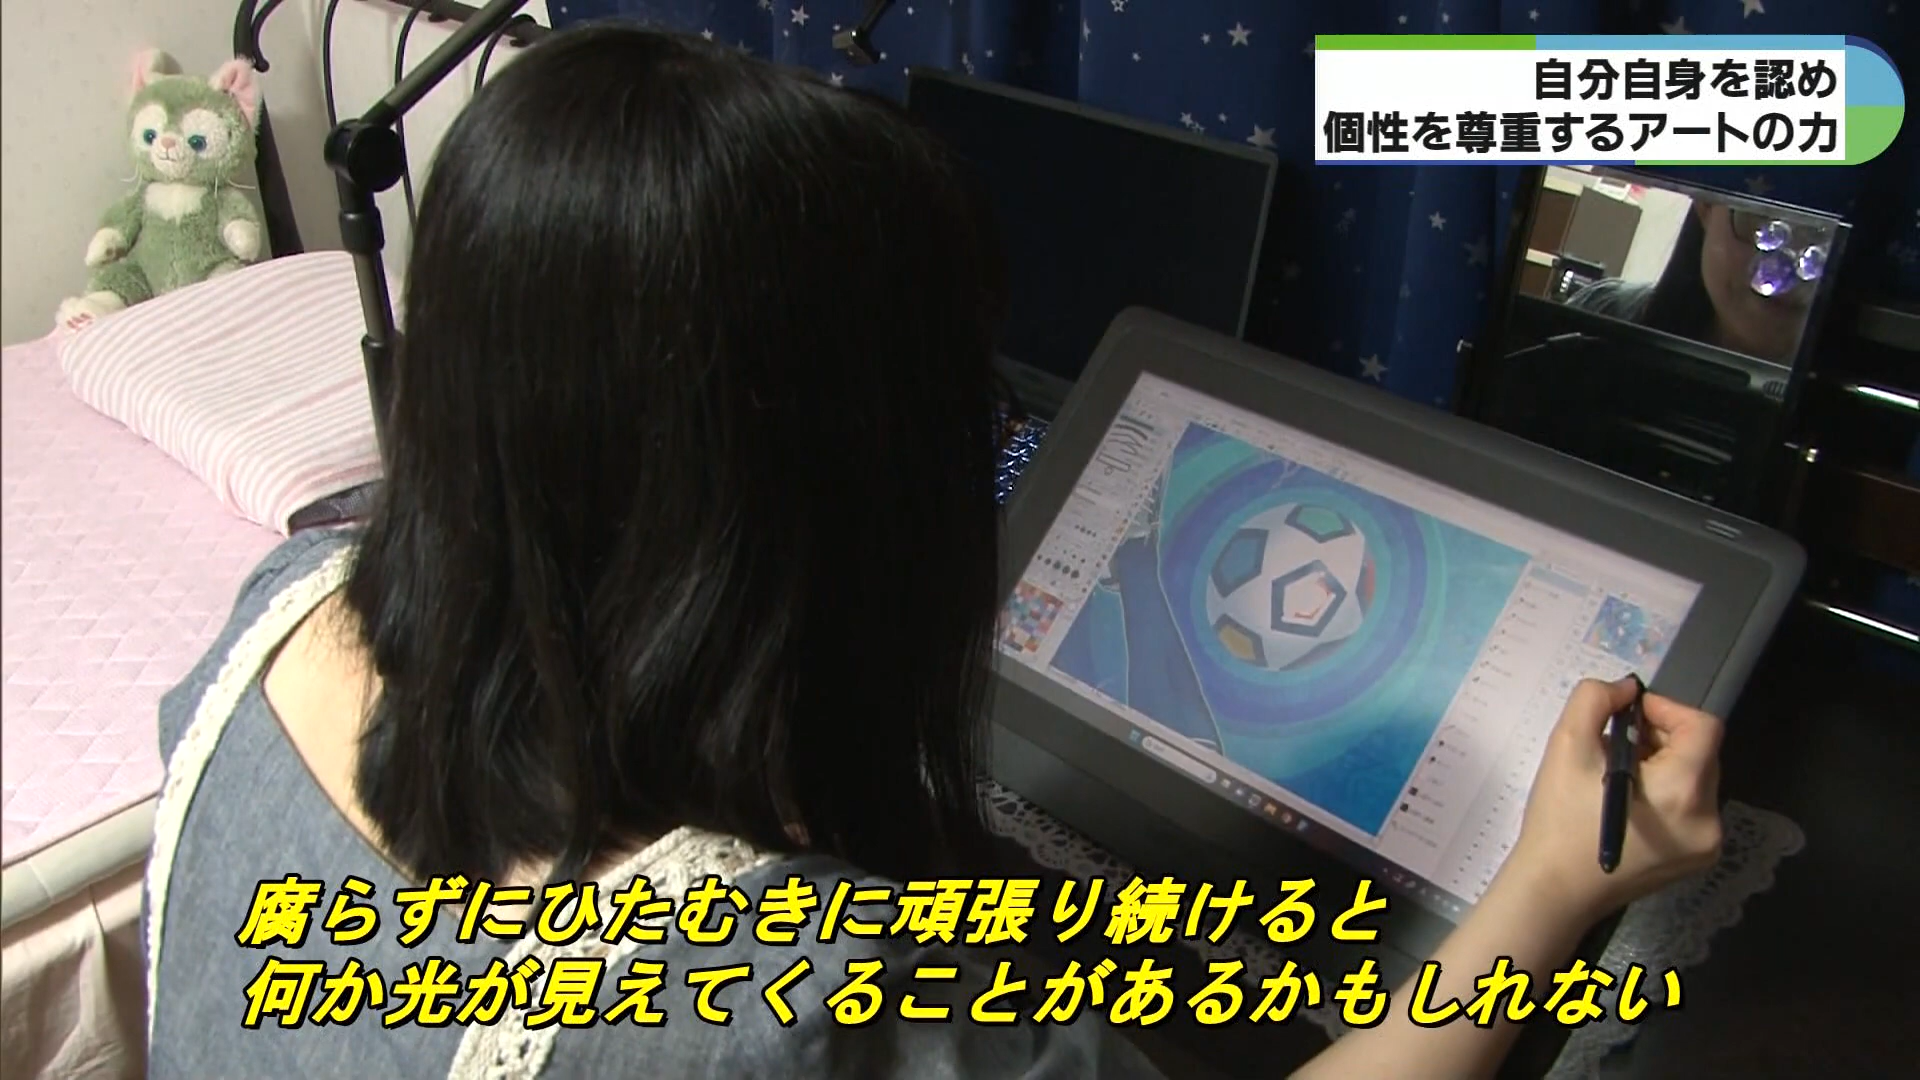 自分自身を認め
個性を尊重するアートの力
腐らずにひたむきに頑張り続けると
何か光が見えてくることがあるかもしれない